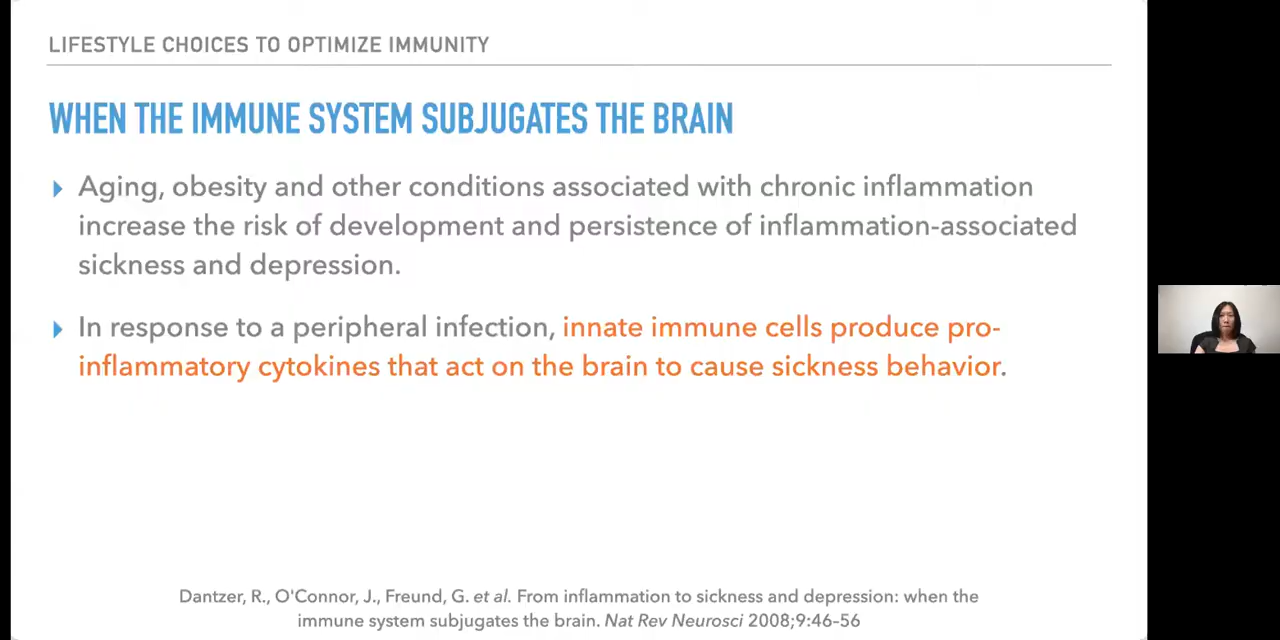 LIFESTYLE CHOICES TO OPTIMIZE IMMUNITY
WHEN THE IMMUNE SYSTEM SUBJUGATES THE BRAIN
Aging, obesity and other conditions associated with chronic inflammation
increase the risk of development and persistence of inflammation-associated
sickness and depression.
In response to a peripheral infection, innate immune cells produce pro-
inflammatory cytokines that act on the brain to cause sickness behavior.
Dantzer, R., O'Connor, J., Freund, G. et al. From inflammation to sickness and depression: when the
immune system subjugates the brain. Nat Rev Neurosci 2008;9:46–56